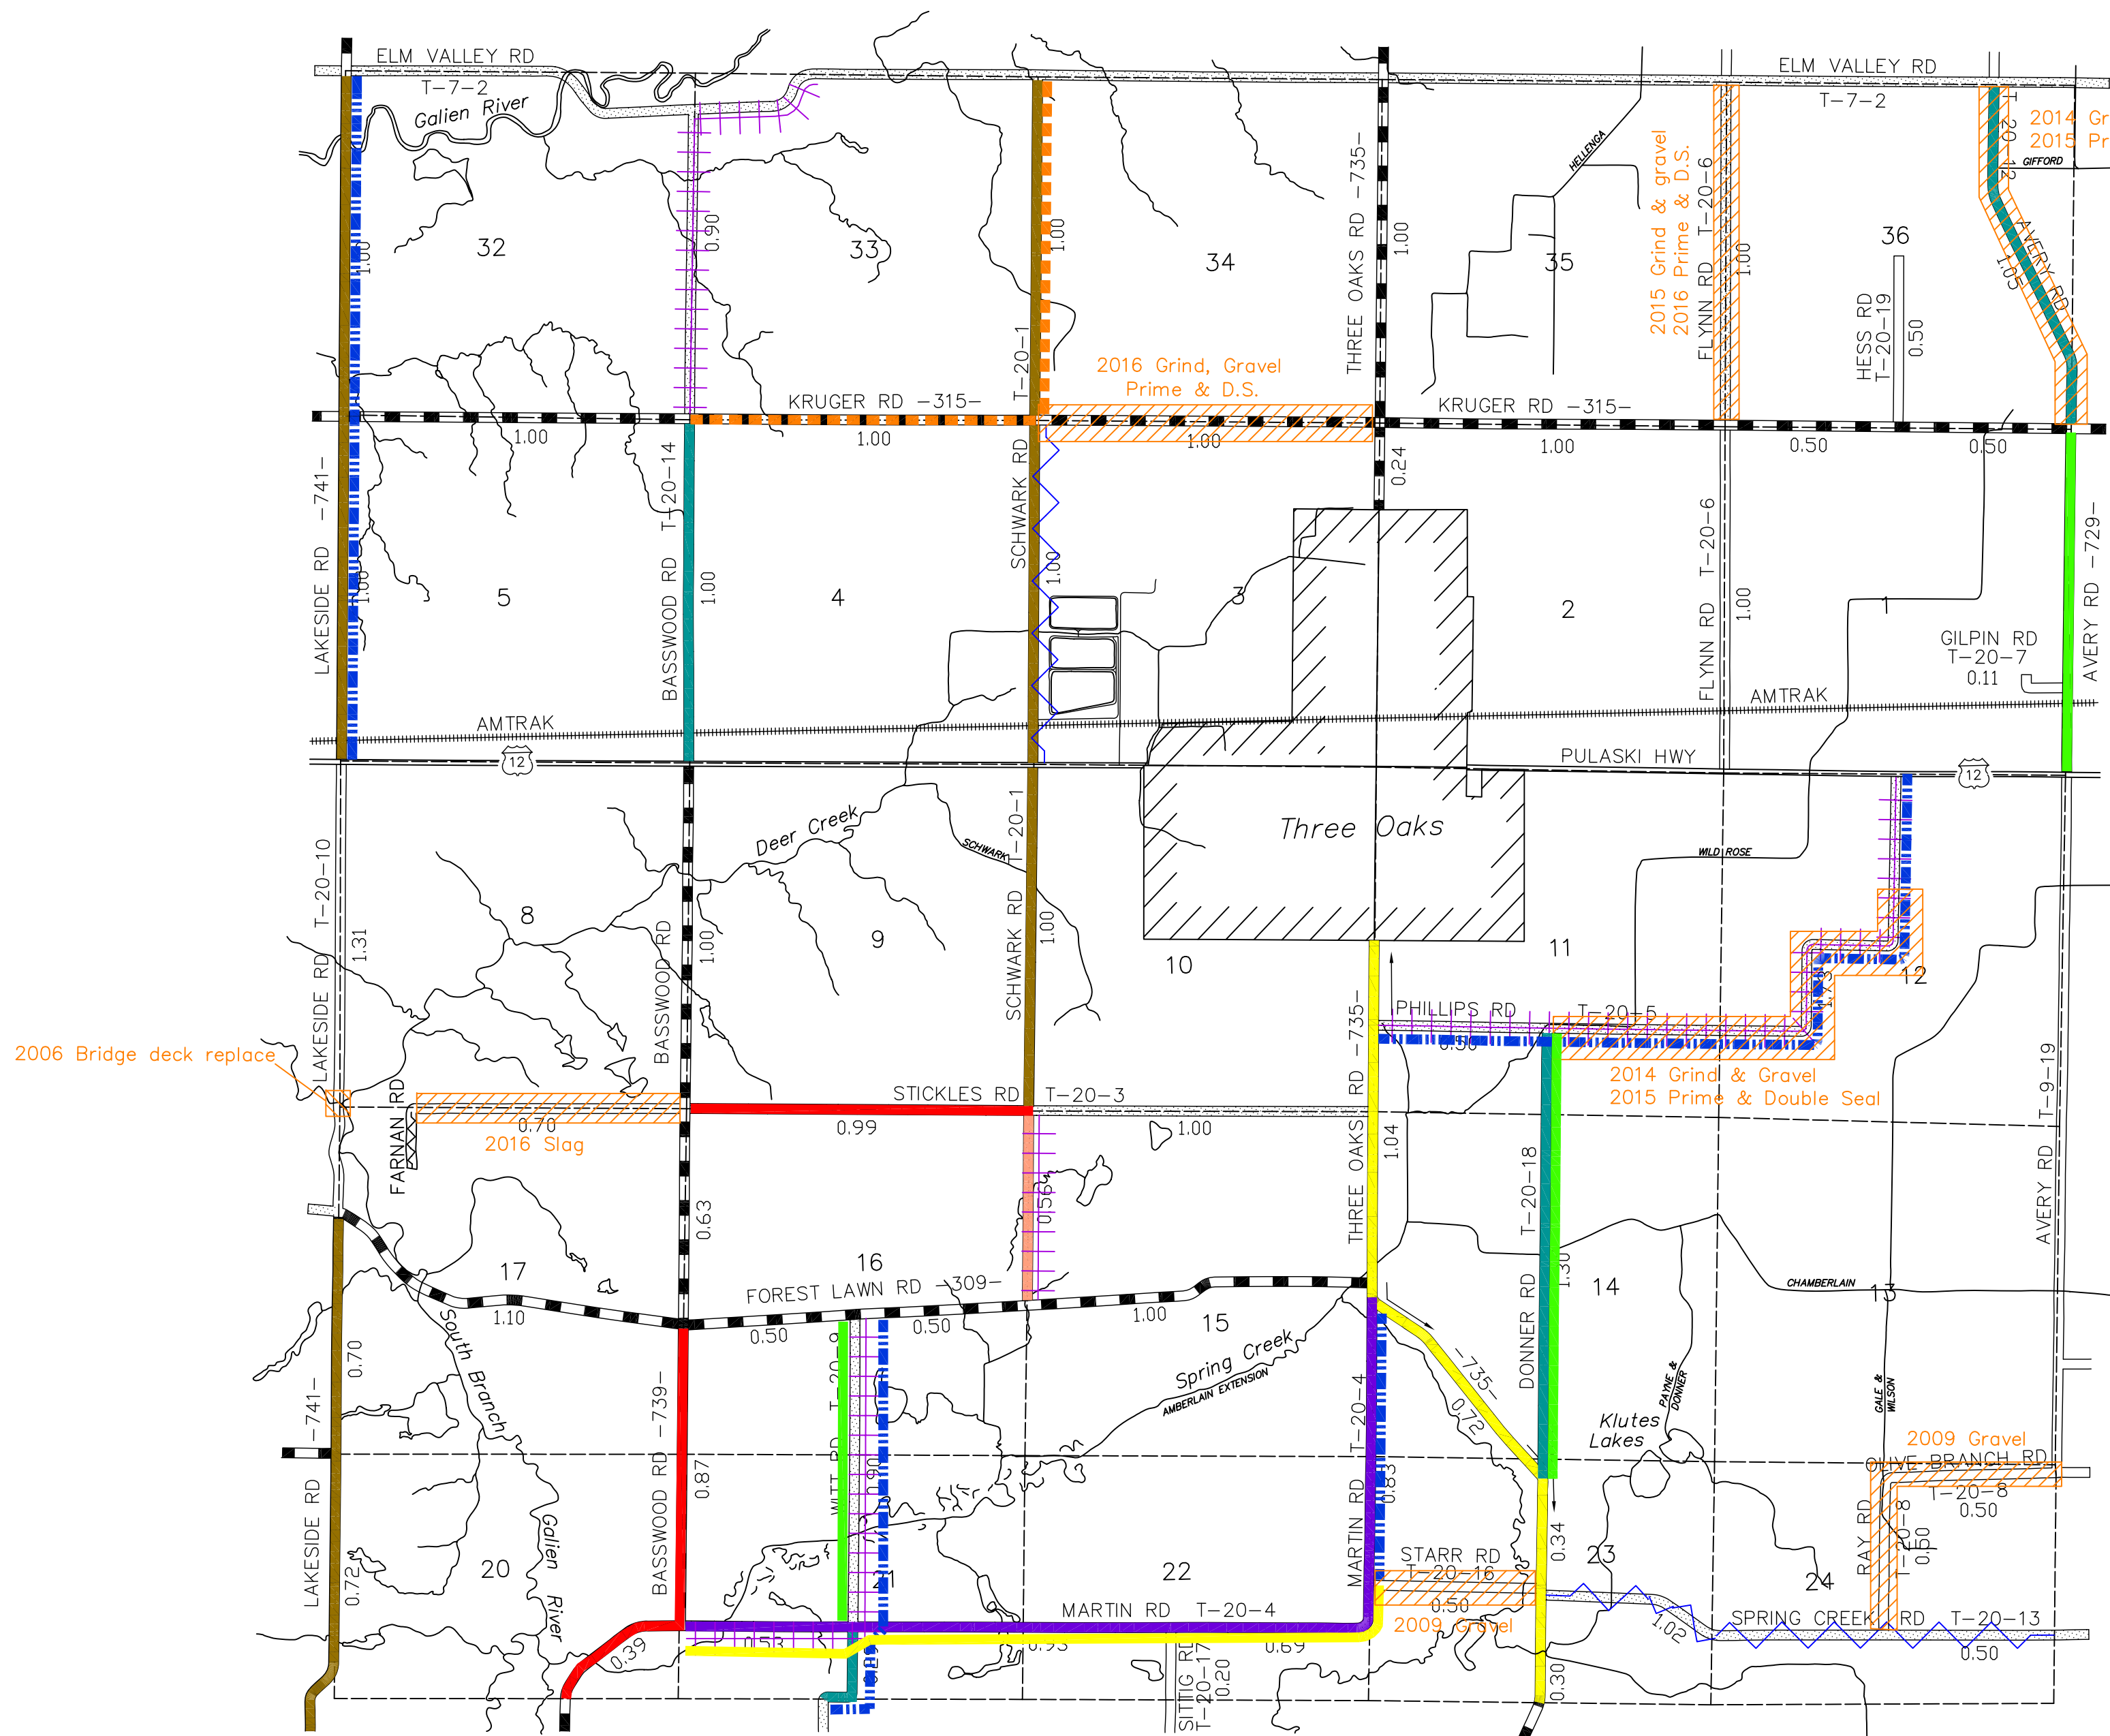 ELM VALLEY RD
T-7-2
Galien River
ELM VALLEY RD
T-7-2
T 20 12
2014 Gr
2015 Pr
GIFFORD
HELLENGA
THREE OAKS RD -735-
1.00
2015 Grind & gravel
2016 Prime & D.S.
FLYNN RD T-20-6
1.00
32
1.00
0.90
33
1.00
34
35
36
AVERY RD
1.05
HESS RD
T-20-19
0.50
T-20-1
2016 Grind, Gravel
Prime & D.S.
KRUGER RD -315-
KRUGER RD -315-
1.00
1.00
1.00
1.00
0.50
0.50
0.24
LAKESIDE RD -741-
1.00
5
BASSWOOD RD T-20-14
1.00
4
SCHWARK RD
1.00
3
2
FLYNN RD T-20-6
1.00
1
GILPIN RD
T-20-7
0.11
AVERY RD -729-
AMTRAK
AMTRAK
12
PULASKI HWY
12
Three Oaks
LAKESIDE RD T-20-10
1.31
8
Deer Creek
SCHWARK
BASSWOOD RD
1.00
9
SCHWARK RD T-20-1
1.00
10
WILD ROSE
11
12
1.73
PHILLIPS RD T-20-5
0.50
2006 Bridge deck replace
FARNAN RD
0.70
2016 Slag
STICKLES RD T-20-3
0.99
1.00
2014 Grind & Gravel
2015 Prime & Double Seal
THREE OAKS RD -735-
1.04
DONNER RD T-20-18
1.30
AVERY RD T-9-19
0.63
0.56
16
17
FOREST LAWN RD -309-
1.10
0.50
0.50
1.00
15
14
CHAMBERLAIN
13
South Branch
Galien River
Spring Creek
AMBERLAIN EXTENSION
-735-
0.72
PAYNE &
DONNER
GALE &
WILSON
Klutes
Lakes
LAKESIDE RD -741-
0.70
0.72
BASSWOOD RD -739-
0.87
WITT RD T-20-9
0.90
MARTIN RD T-20-4
0.83
2009 Gravel
OLIVE BRANCH RD
T-20-8
0.50
RAY RD
T-20-8
0.50
20
21
22
STARR RD
T-20-16
0.50
2009 Gravel
0.34
23
24
SPRING CREEK RD T-20-13
1.02
0.50
MARTIN RD T-20-4
0.39
0.53
0.93
0.69
SITTIG RD
T-20-17
0.20
0.30